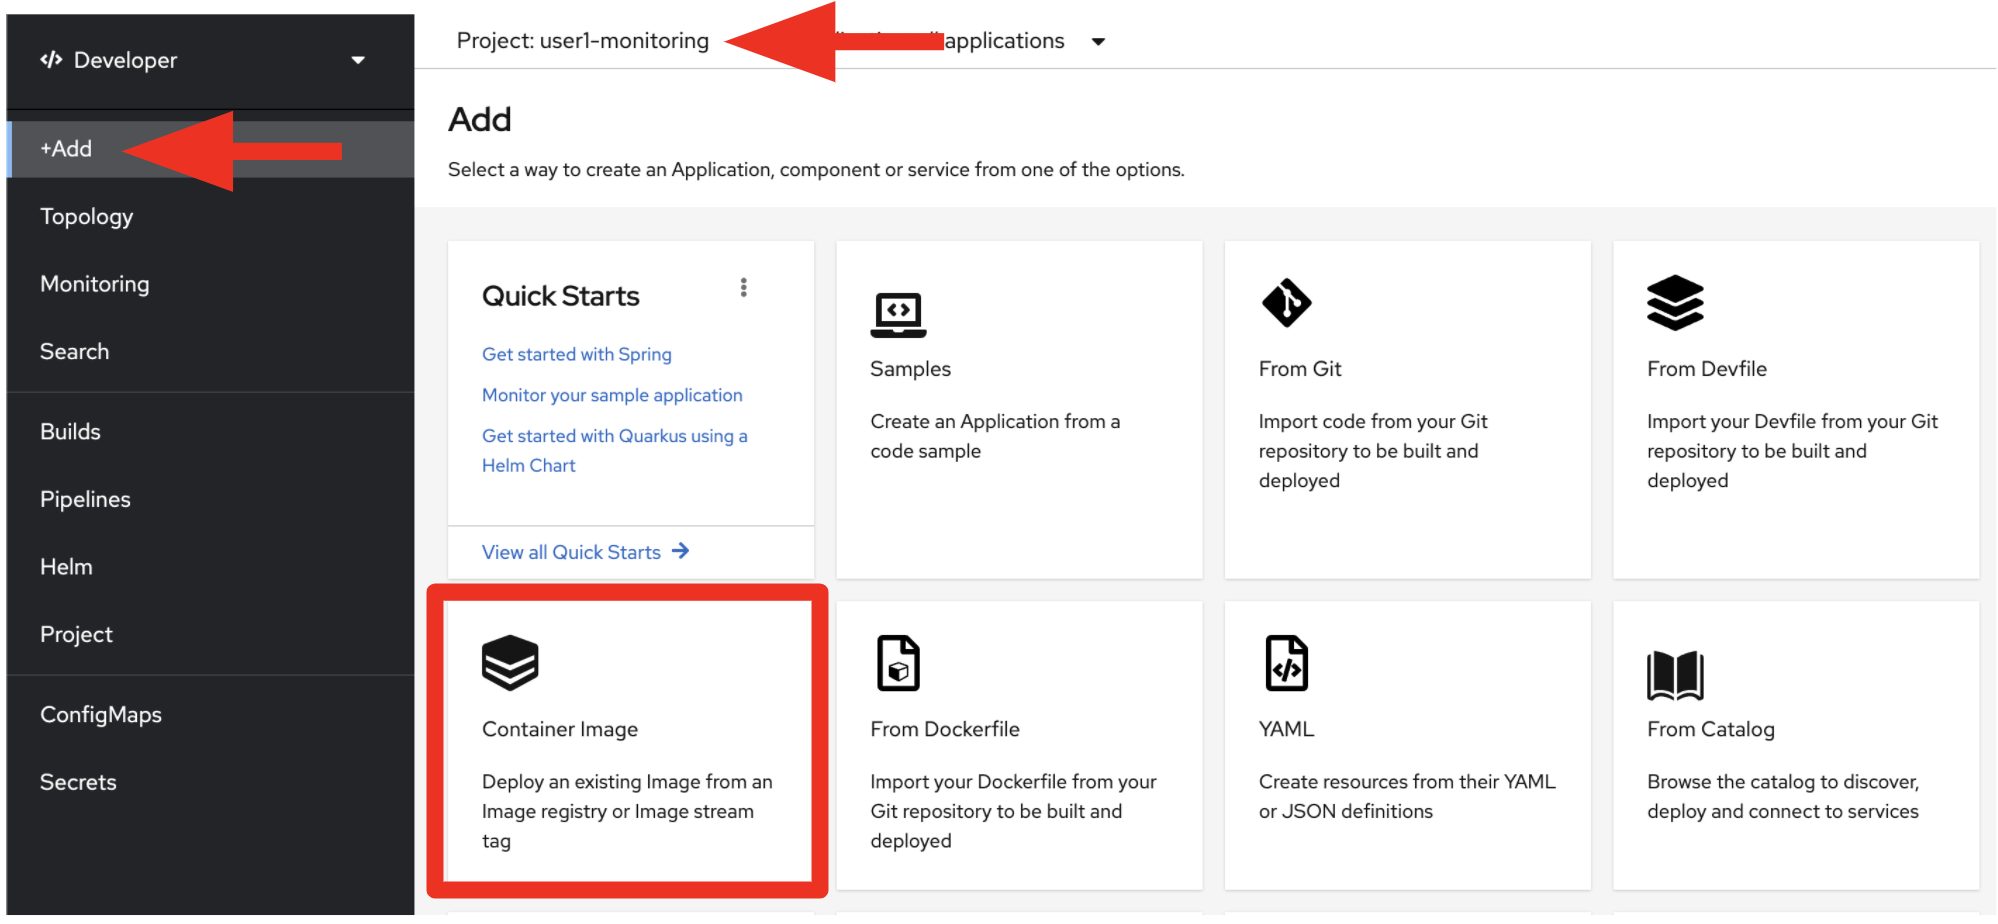 Developer
+Add
Topology
Monitoring
Search
Builds
Pipelines
Helm
Project
ConfigMaps
Secrets
Project: user1-monitoring
applications
Add
Select a way to create an Application, component or service from one of the options.
Quick Starts
Get started with Spring
Monitor your sample application
Get started with Quarkus using a
Helm Chart
View all Quick Starts
Samples
Create an Application from a
code sample
From Git
Import code from your Git
repository to be built and
deployed
From Devfile
Import your Devfile from your Git
repository to be built and
deployed
Container Image
Deploy an existing Image from an
Image registry or Image stream
tag
From Dockerfile
Import your Dockerfile from your
Git repository to be built and
deployed
YAML
Create resources from their YAML
or JSON definitions
From Catalog
Browse the catalog to discover,
deploy and connect to services